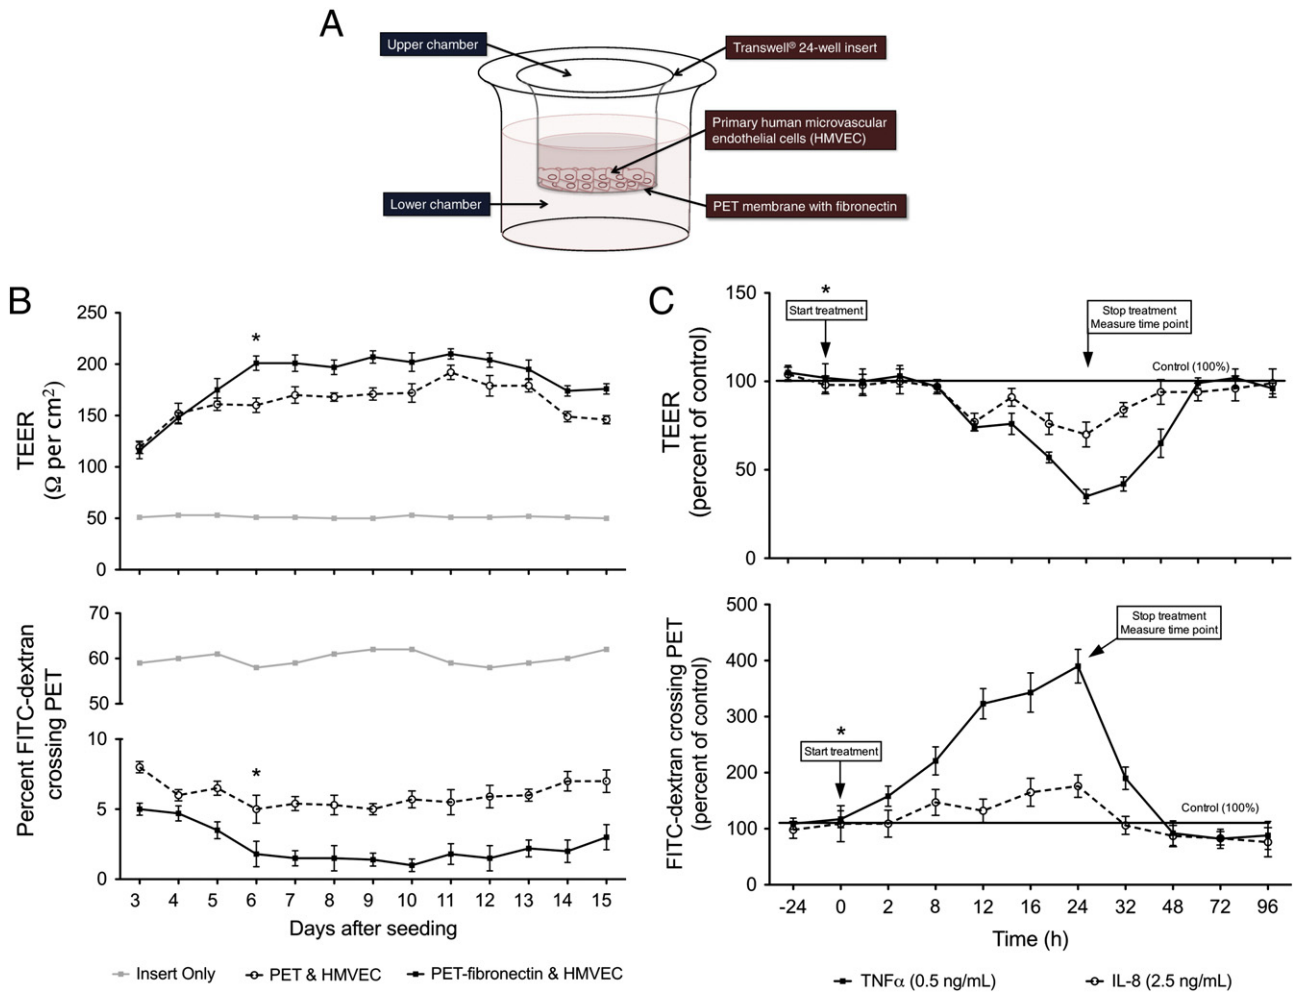 A
Upper chamber
Transwell® 24-well insert
Primary human microvascular
endothelial cells (HMVEC)
Lower chamber
PET membrane with fibronectin
B
TEER
(Ω per cm²)
250
200
150
100
50
0
*
Percent FITC-dextran
crossing PET
70
60
50
10
5
0
*
3 4 5 6 7 8 9 10 11 12 13 14 15
Days after seeding
Insert Only
PET & HMVEC
PET-fibronectin & HMVEC
C
TEER
(percent of control)
150
100
50
0
*
Start treatment
Stop treatment
Measure time point
Control (100%)
FITC-dextran crossing PET
(percent of control)
500
400
300
200
100
0
*
Start treatment
Stop treatment
Measure time point
Control (100%)
-24 0 2 8 12 16 24 32 48 72 96
Time (h)
TNFα (0.5 ng/mL)
IL-8 (2.5 ng/mL)